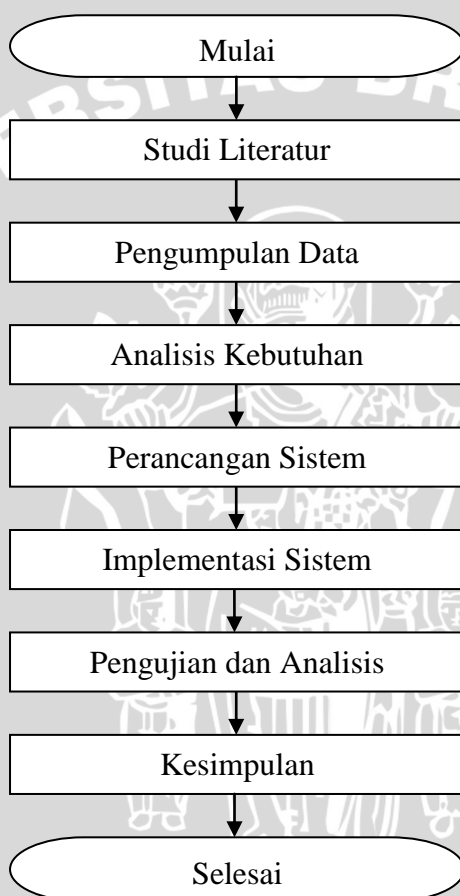 Mulai
Studi Literatur
Pengumpulan Data
Analisis Kebutuhan
Perancangan Sistem
Implementasi Sistem
Pengujian dan Analisis
Kesimpulan
Selesai